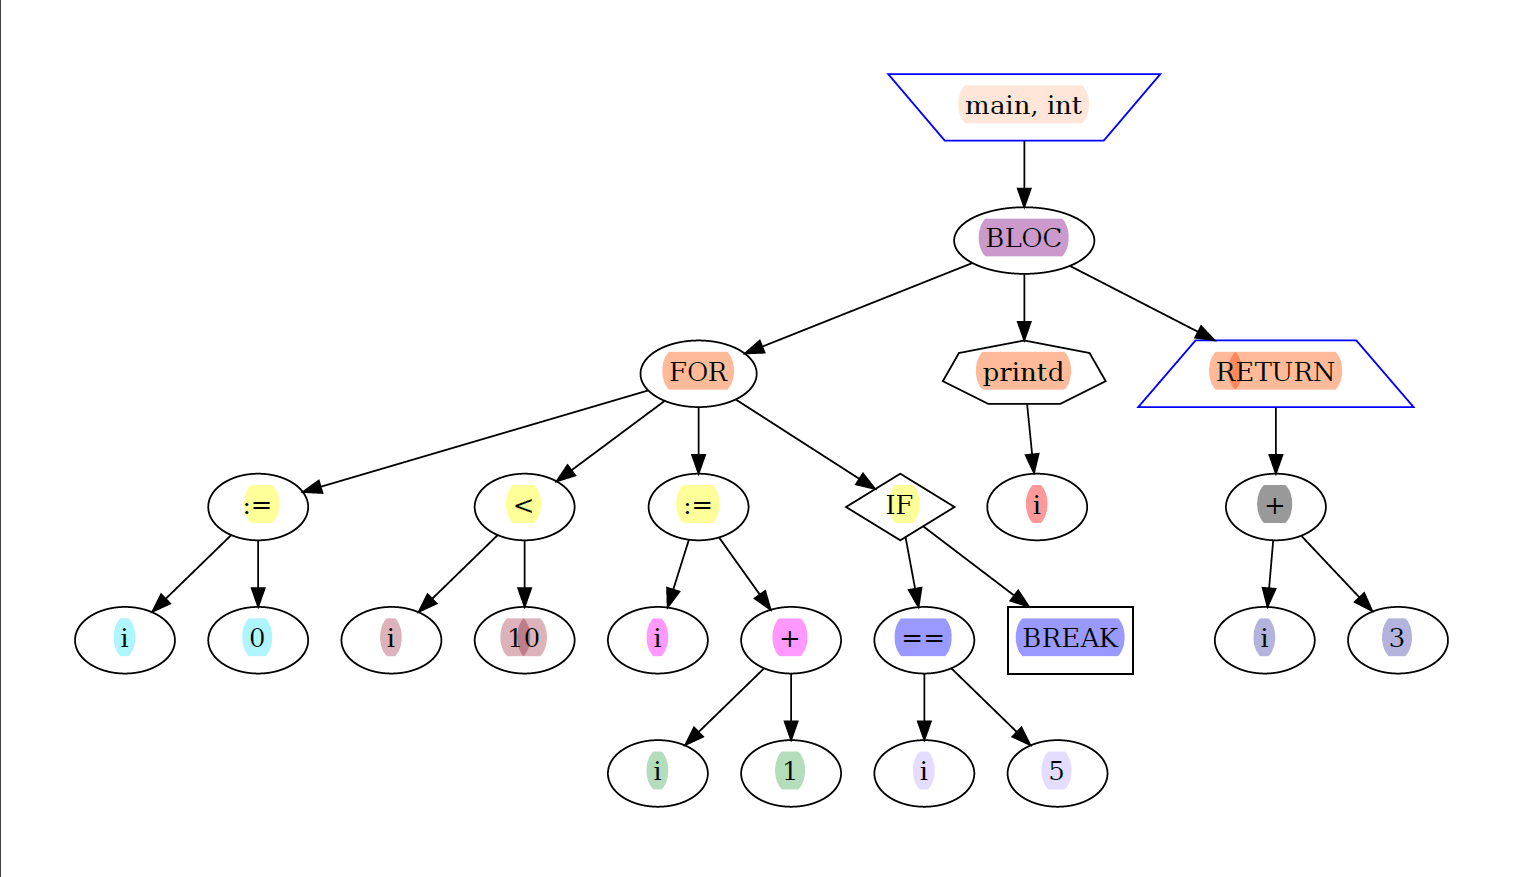 main, int
BLOC
FOR
printd
RETURN
:=
<
:=
IF
i
+
i
0
i
10
i
+
==
BREAK
i
3
i
1
i
5